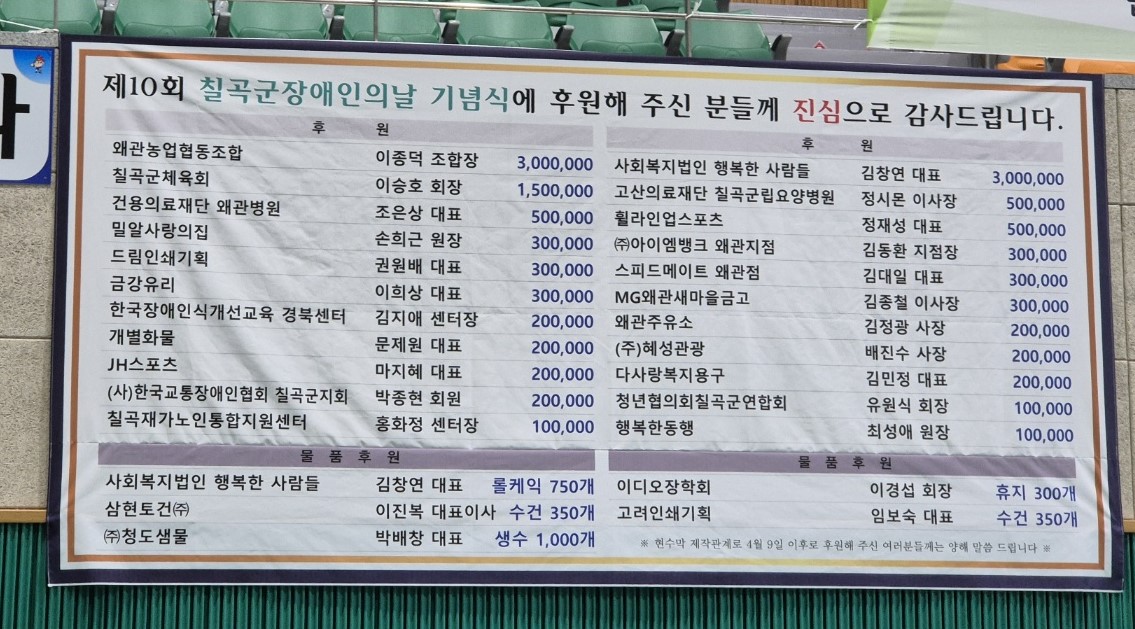 제10회 칠곡군장애인의날 기념식에 후원해 주신 분들께 진심으로 감사드립니다.
후 원
왜관농업협동조합 이종덕 조합장 3,000,000
칠곡군체육회 이승호 회장 1,500,000
건용의료재단 왜관병원 조은상 대표 500,000
밀알사랑의집 손희근 원장 300,000
드림인쇄기획 권원배 대표 300,000
금강유리 이희상 대표 300,000
한국장애인식개선교육 경북센터 김지애 센터장 200,000
개별화물 문제원 대표 200,000
JH스포츠 마지혜 대표 200,000
(사)한국교통장애인협회 칠곡군지회 박종현 회원 200,000
칠곡재가노인통합지원센터 홍화정 센터장 100,000
후 원
사회복지법인 행복한 사람들 김창연 대표 3,000,000
고산의료재단 칠곡군립요양병원 정시몬 이사장 500,000
휠라인업스포츠 정재성 대표 500,000
㈜아이엠뱅크 왜관지점 김동환 지점장 300,000
스피드메이트 왜관점 김대일 대표 300,000
MG왜관새마을금고 김종철 이사장 300,000
왜관주유소 김정광 사장 200,000
(주)혜성관광 배진수 사장 200,000
다사랑복지용구 김민정 대표 200,000
청년협의회칠곡군연합회 유원식 회장 100,000
행복한동행 최성애 원장 100,000
물 품 후 원
사회복지법인 행복한 사람들 김창연 대표 롤케익 750개
삼현토건㈜ 이진복 대표이사 수건 350개
㈜청도샘물 박배창 대표 생수 1,000개
물 품 후 원
이디오장학회 이경섭 회장 휴지 300개
고려인쇄기획 임보숙 대표 수건 350개
※ 현수막 제작관계로 4월 9일 이후로 후원해 주신 여러분들께는 양해 말씀 드립니다 ※